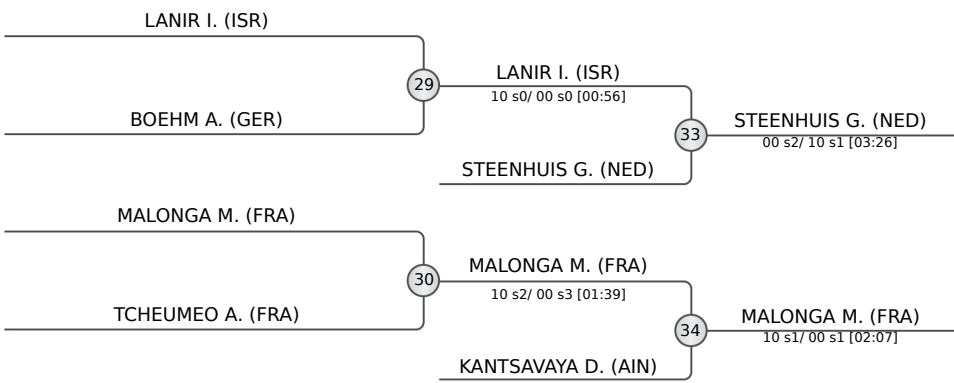 LANIR I. (ISR)
BOEHM A. (GER)
29
LANIR I. (ISR)
10 s0/ 00 s0 [00:56]
STEENHUIS G. (NED)
33
STEENHUIS G. (NED)
00 s2/ 10 s1 [03:26]
MALONGA M. (FRA)
TCHEUMEO A. (FRA)
30
MALONGA M. (FRA)
10 s2/ 00 s3 [01:39]
KANTSAVAYA D. (AIN)
34
MALONGA M. (FRA)
10 s1/ 00 s1 [02:07]